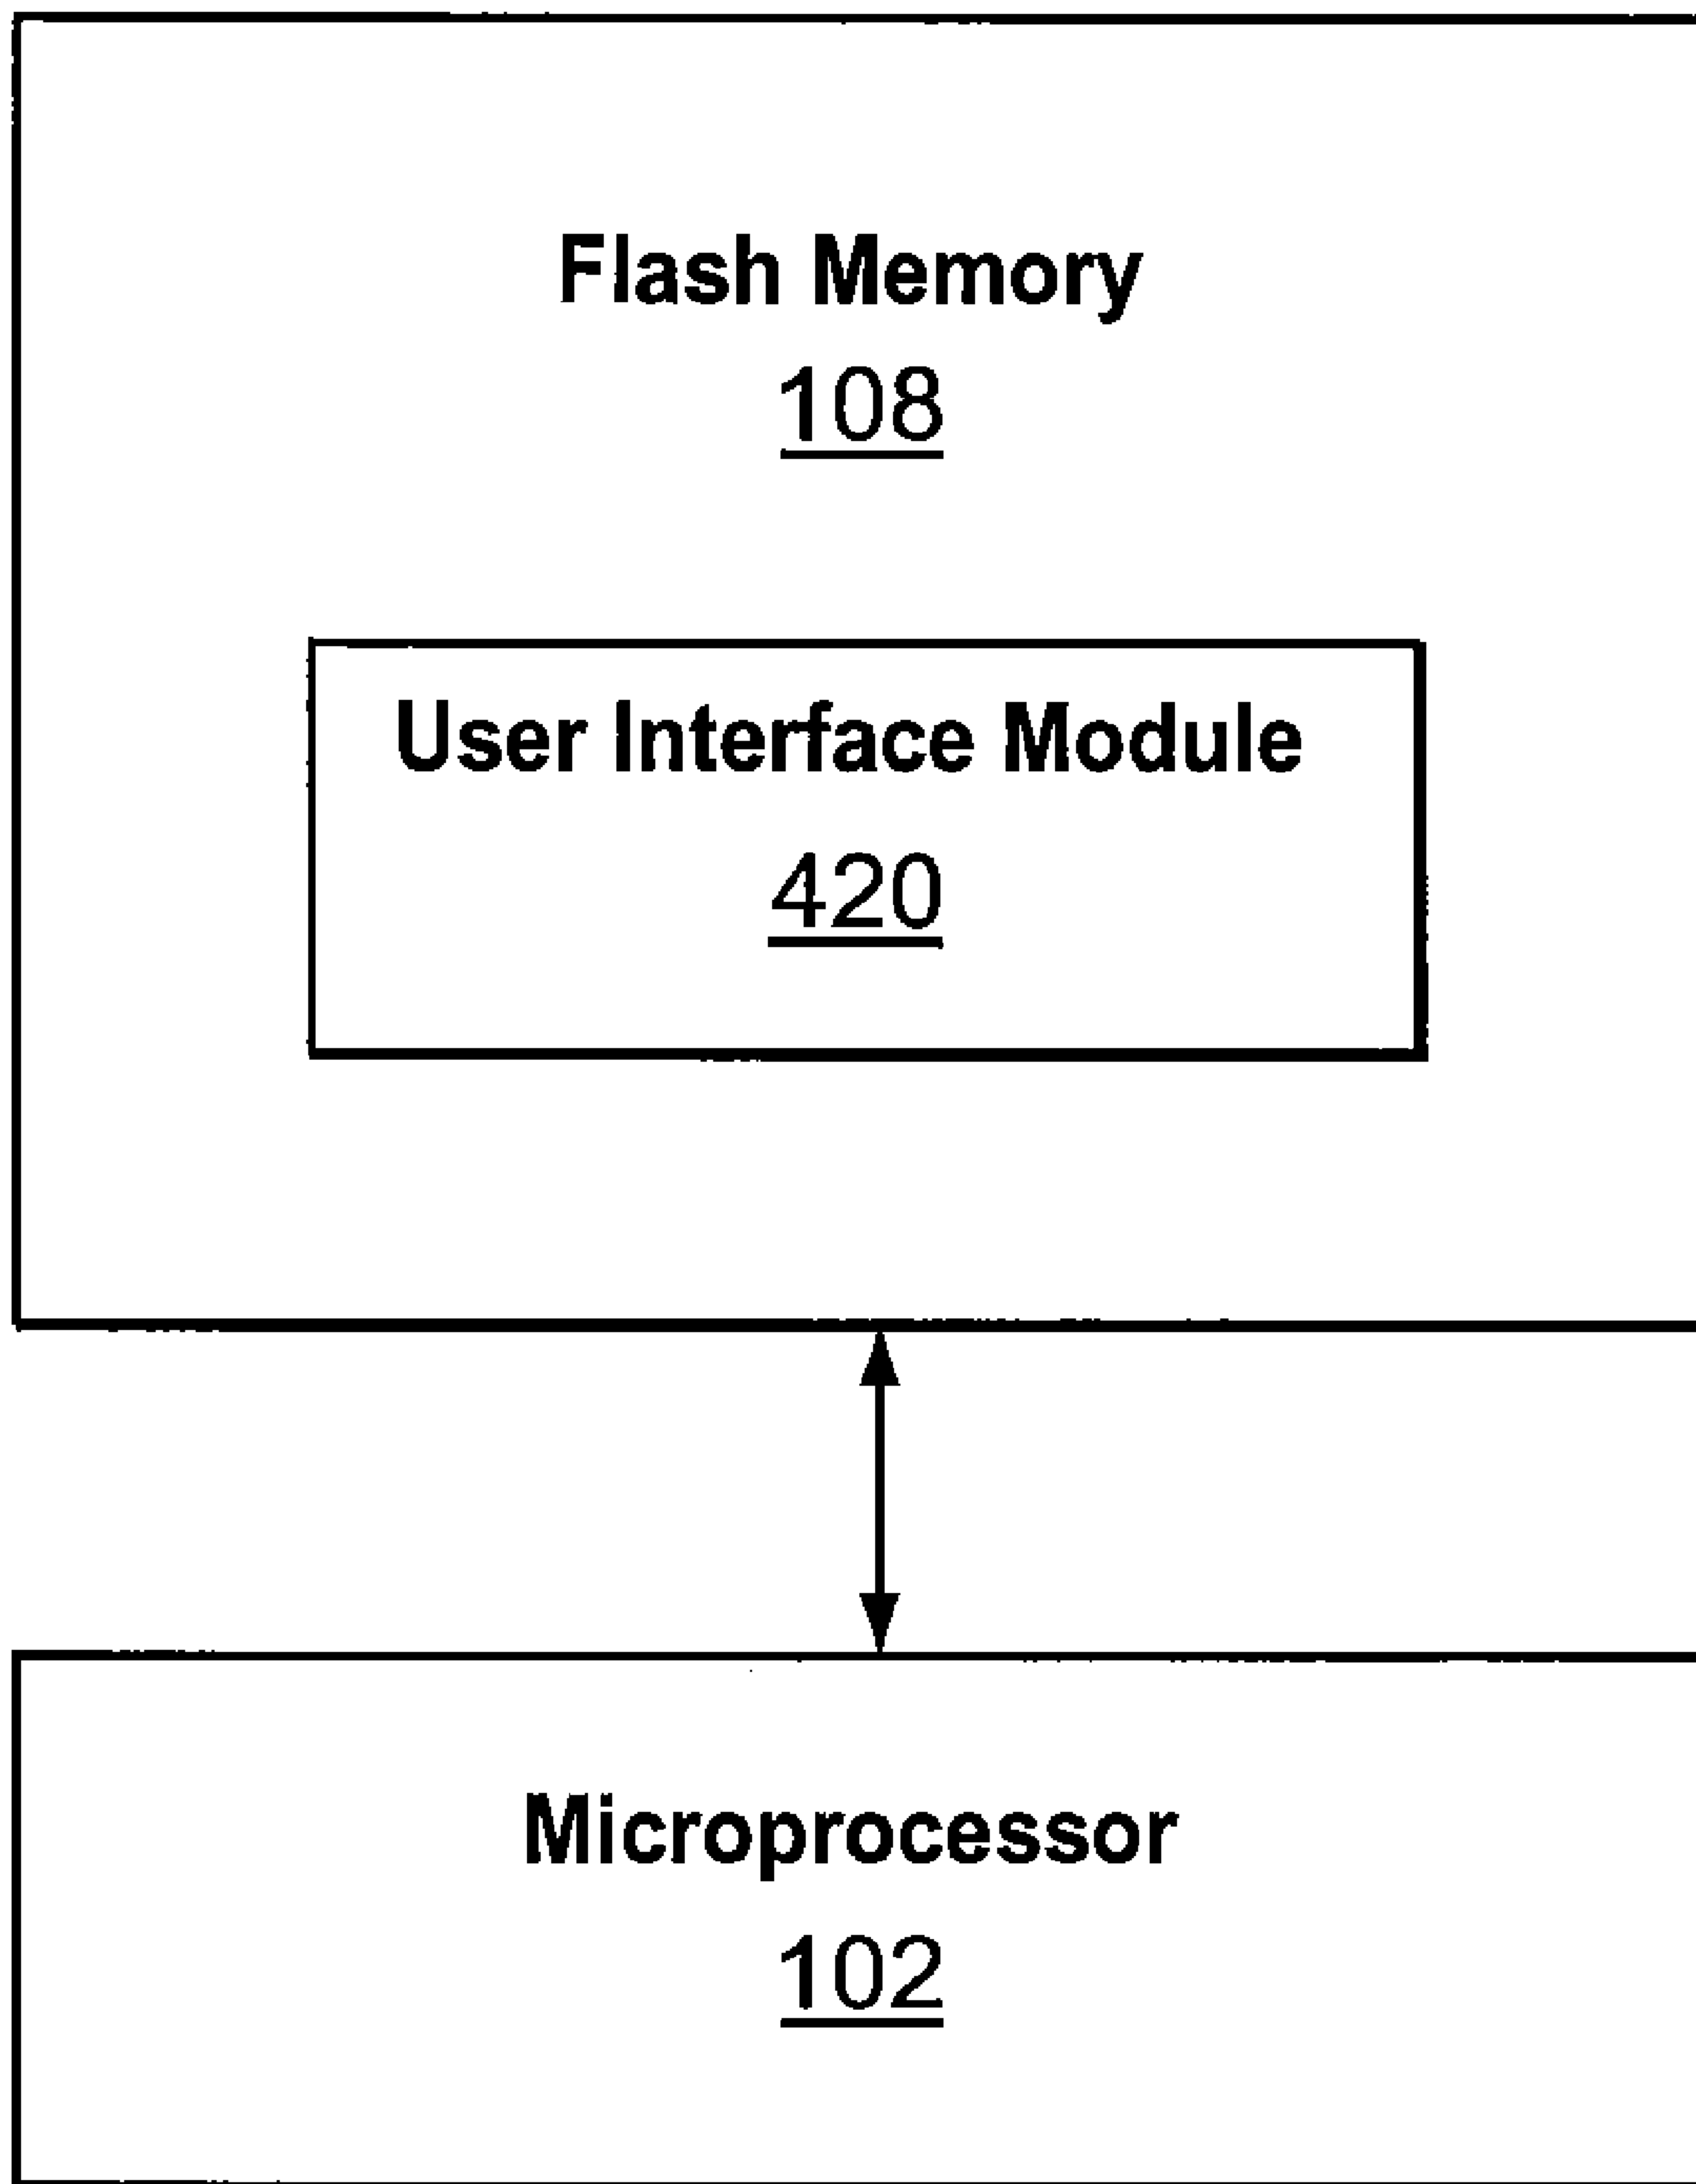 Flash Memory
108
User Interface Module
420
Microprocessor
102